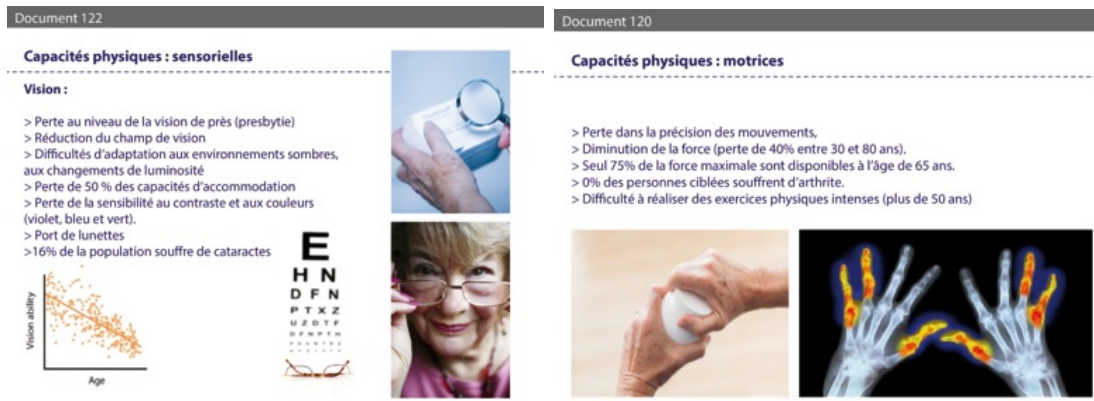 Document 122
Capacités physiques : sensorielles
Vision :
> Perte au niveau de la vision de près (presbytie)
> Réduction du champ de vision
> Difficultés d'adaptation aux environnements sombres,
aux changements de luminosité
> Perte de 50 % des capacités d'accommodation
> Perte de la sensibilité au contraste et aux couleurs
(violet, bleu et vert).
> Port de lunettes
>16% de la population souffre de cataractes
Vision ability
Age
E
H N
D F N
P T X Z
U Z D T F
D F N P T H
Document 120
Capacités physiques : motrices
> Perte dans la précision des mouvements,
> Diminution de la force (perte de 40% entre 30 et 80 ans).
> Seul 75% de la force maximale sont disponibles à l'âge de 65 ans.
> 0% des personnes ciblées souffrent d'arthrite.
> Difficulté à réaliser des exercices physiques intenses (plus de 50 ans)